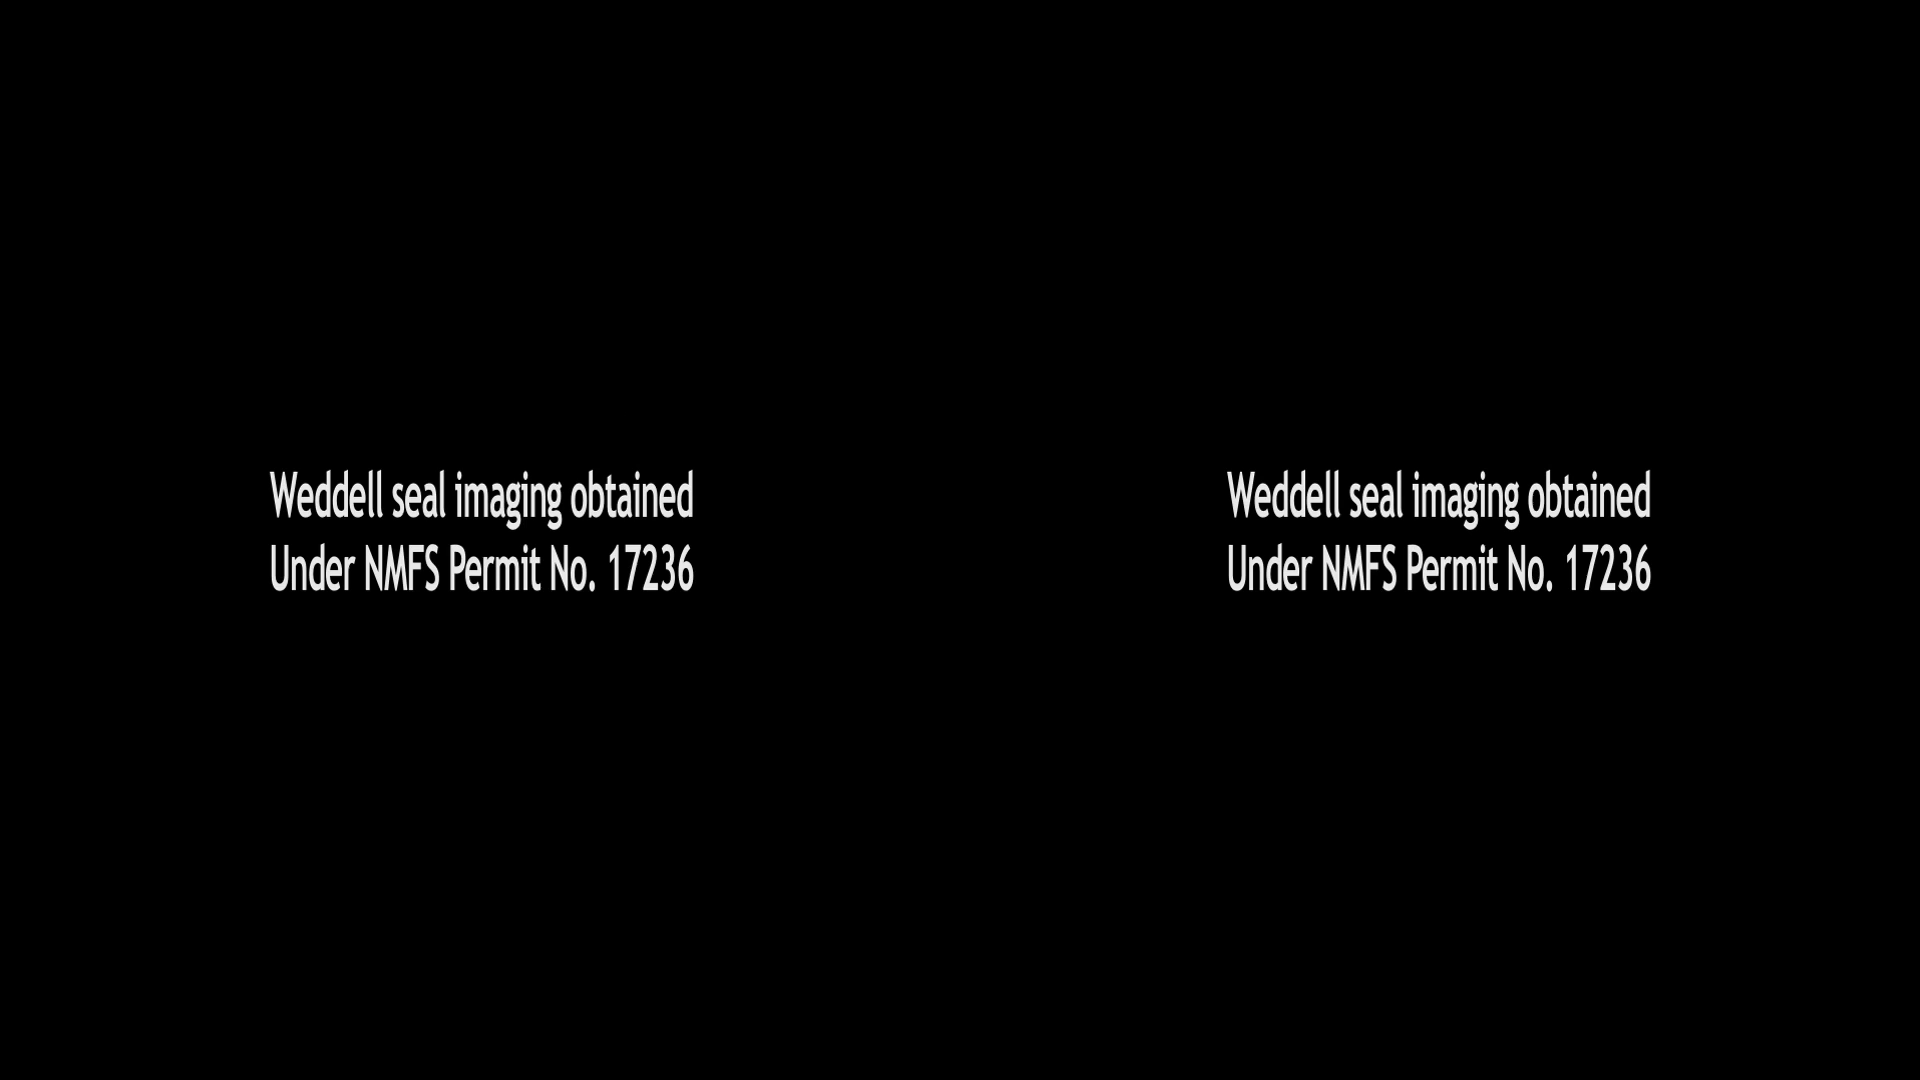 Weddell seal imaging obtained
Under NMFS Permit No. 17236
Weddell seal imaging obtained
Under NMFS Permit No. 17236